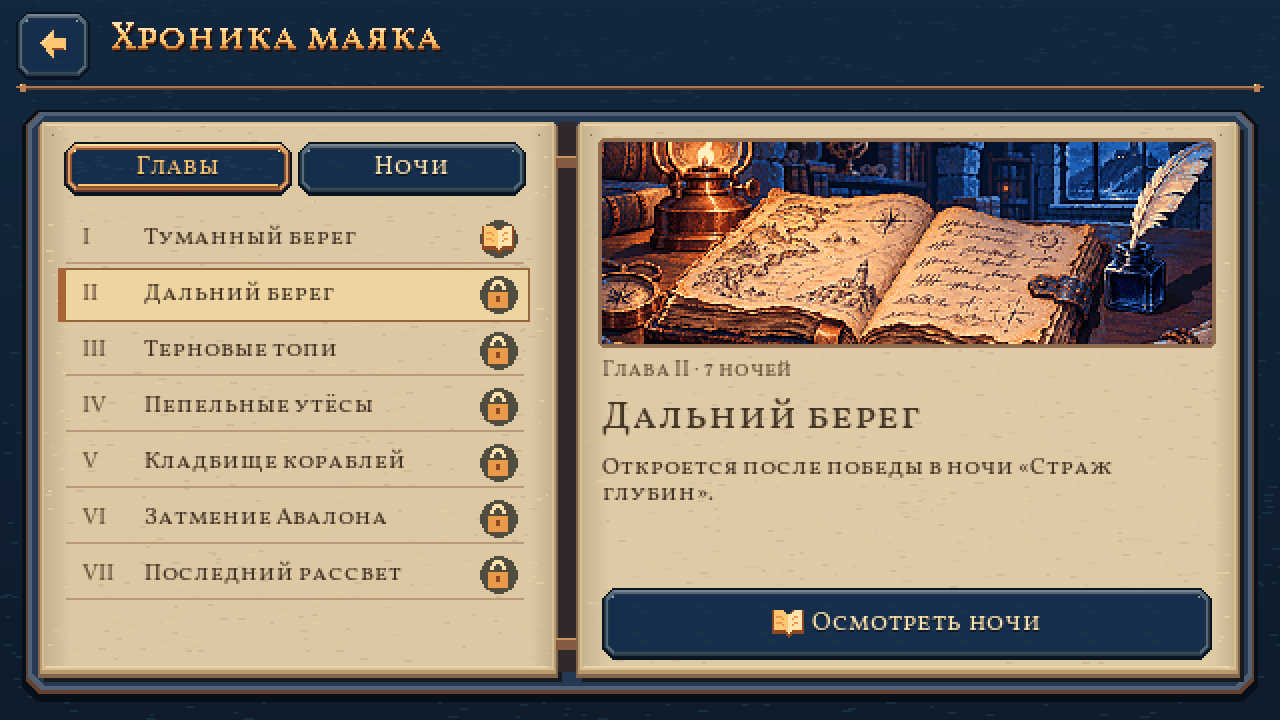 Хроника маяка
Главы
Ночи
I Туманный берег
II Дальний берег
III Терновые топи
IV Пепельные утёсы
V Кладбище кораблей
VI Затмение Авалона
VII Последний рассвет
Глава II · 7 ночей
Дальний берег
Откроется после победы в ночи «Страж
глубин».
Осмотреть ночи